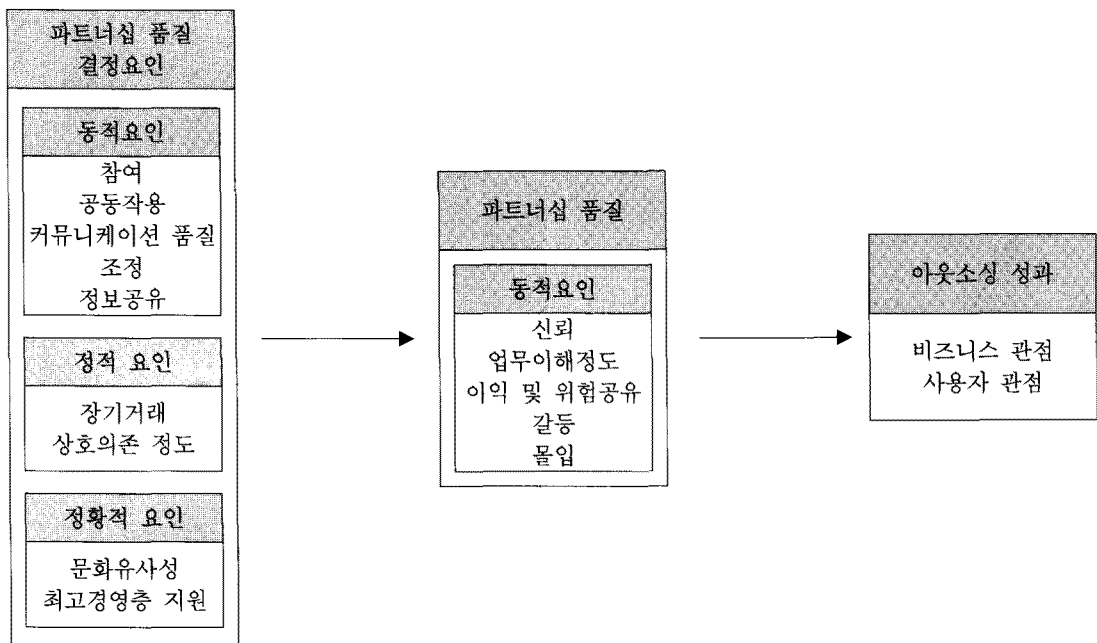 파트너십 품질
결정요인
동적요인
참여
공동작용
커뮤니케이션 품질
조정
정보공유
정적 요인
장기거래
상호의존 정도
정황적 요인
문화유사성
최고경영층 지원
파트너십 품질
동적요인
신뢰
업무이해정도
이익 및 위험공유
갈등
몰입
아웃소싱 성과
비즈니스 관점
사용자 관점